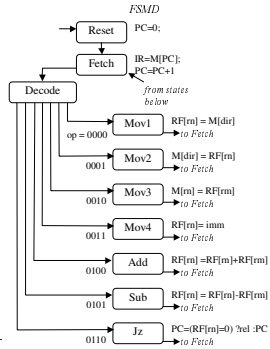 FSMD
Reset PC=0;
Fetch IR=M[PC];
PC=PC+1
from states
below
Decode
op = 0000 Mov1 RF[rn] = M[dir]
to Fetch
0001 Mov2 M[dir] = RF[rn]
to Fetch
0010 Mov3 M[rn] = RF[rm]
to Fetch
0011 Mov4 RF[rn]= imm
to Fetch
0100 Add RF[rn] =RF[rn]+RF[rm]
to Fetch
0101 Sub RF[rn] = RF[rn]-RF[rm]
to Fetch
0110 Jz PC=(RF[rn]=0) ?rel :PC
to Fetch